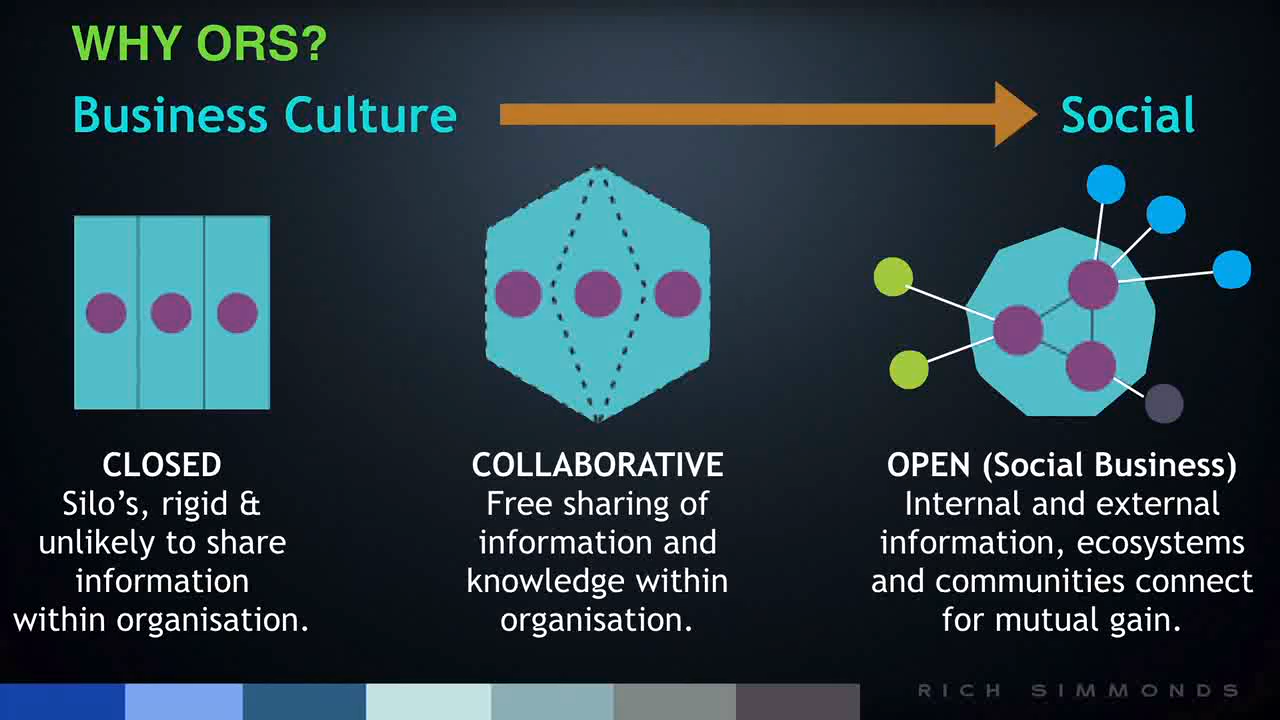 WHY ORS?
Business Culture
Social
CLOSED
Silo’s, rigid &
unlikely to share
information
within organisation.
COLLABORATIVE
Free sharing of
information and
knowledge within
organisation.
OPEN (Social Business)
Internal and external
information, ecosystems
and communities connect
for mutual gain.
RICH SIMMONDS